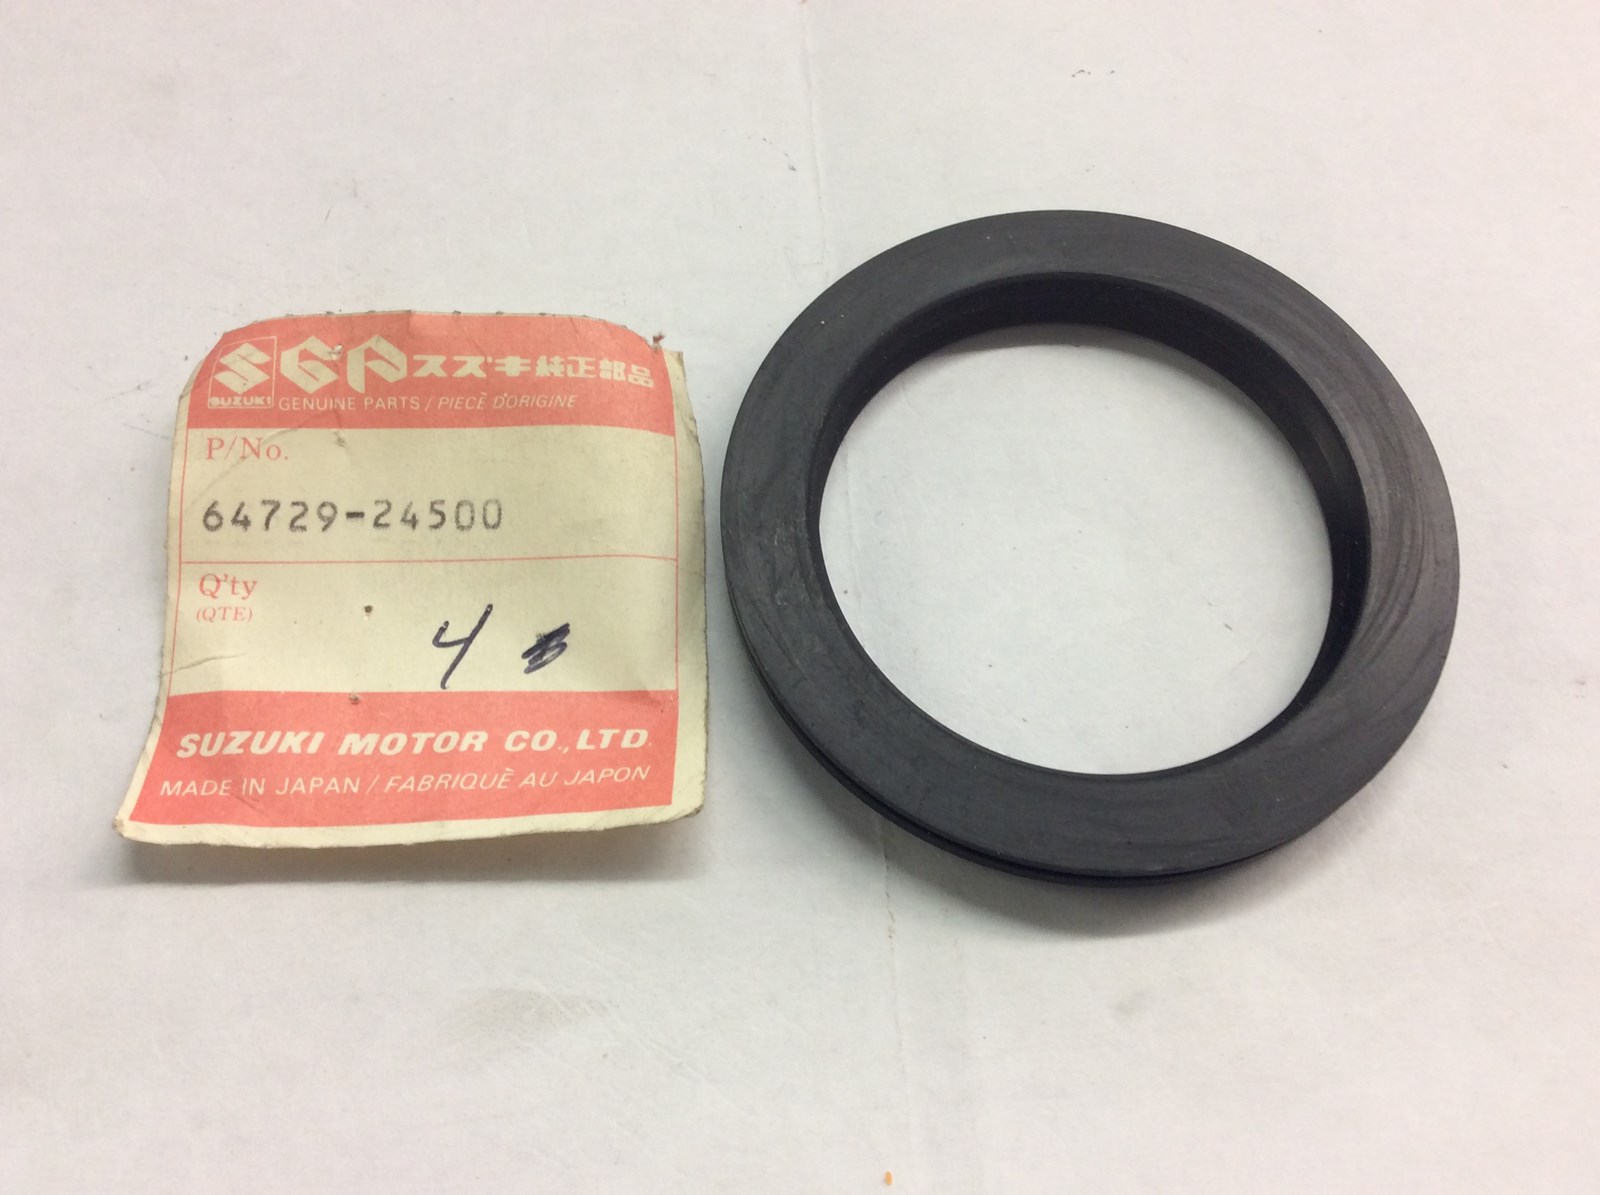 SGP スズキ純正部品
SUZUKI GENUINE PARTS / PIECÈ D'ORIGINE
P/No.
64729-24500
Q'ty
(QTE)
4
SUZUKI MOTOR CO., LTD.
MADE IN JAPAN / FABRIQUÈ AU JAPON